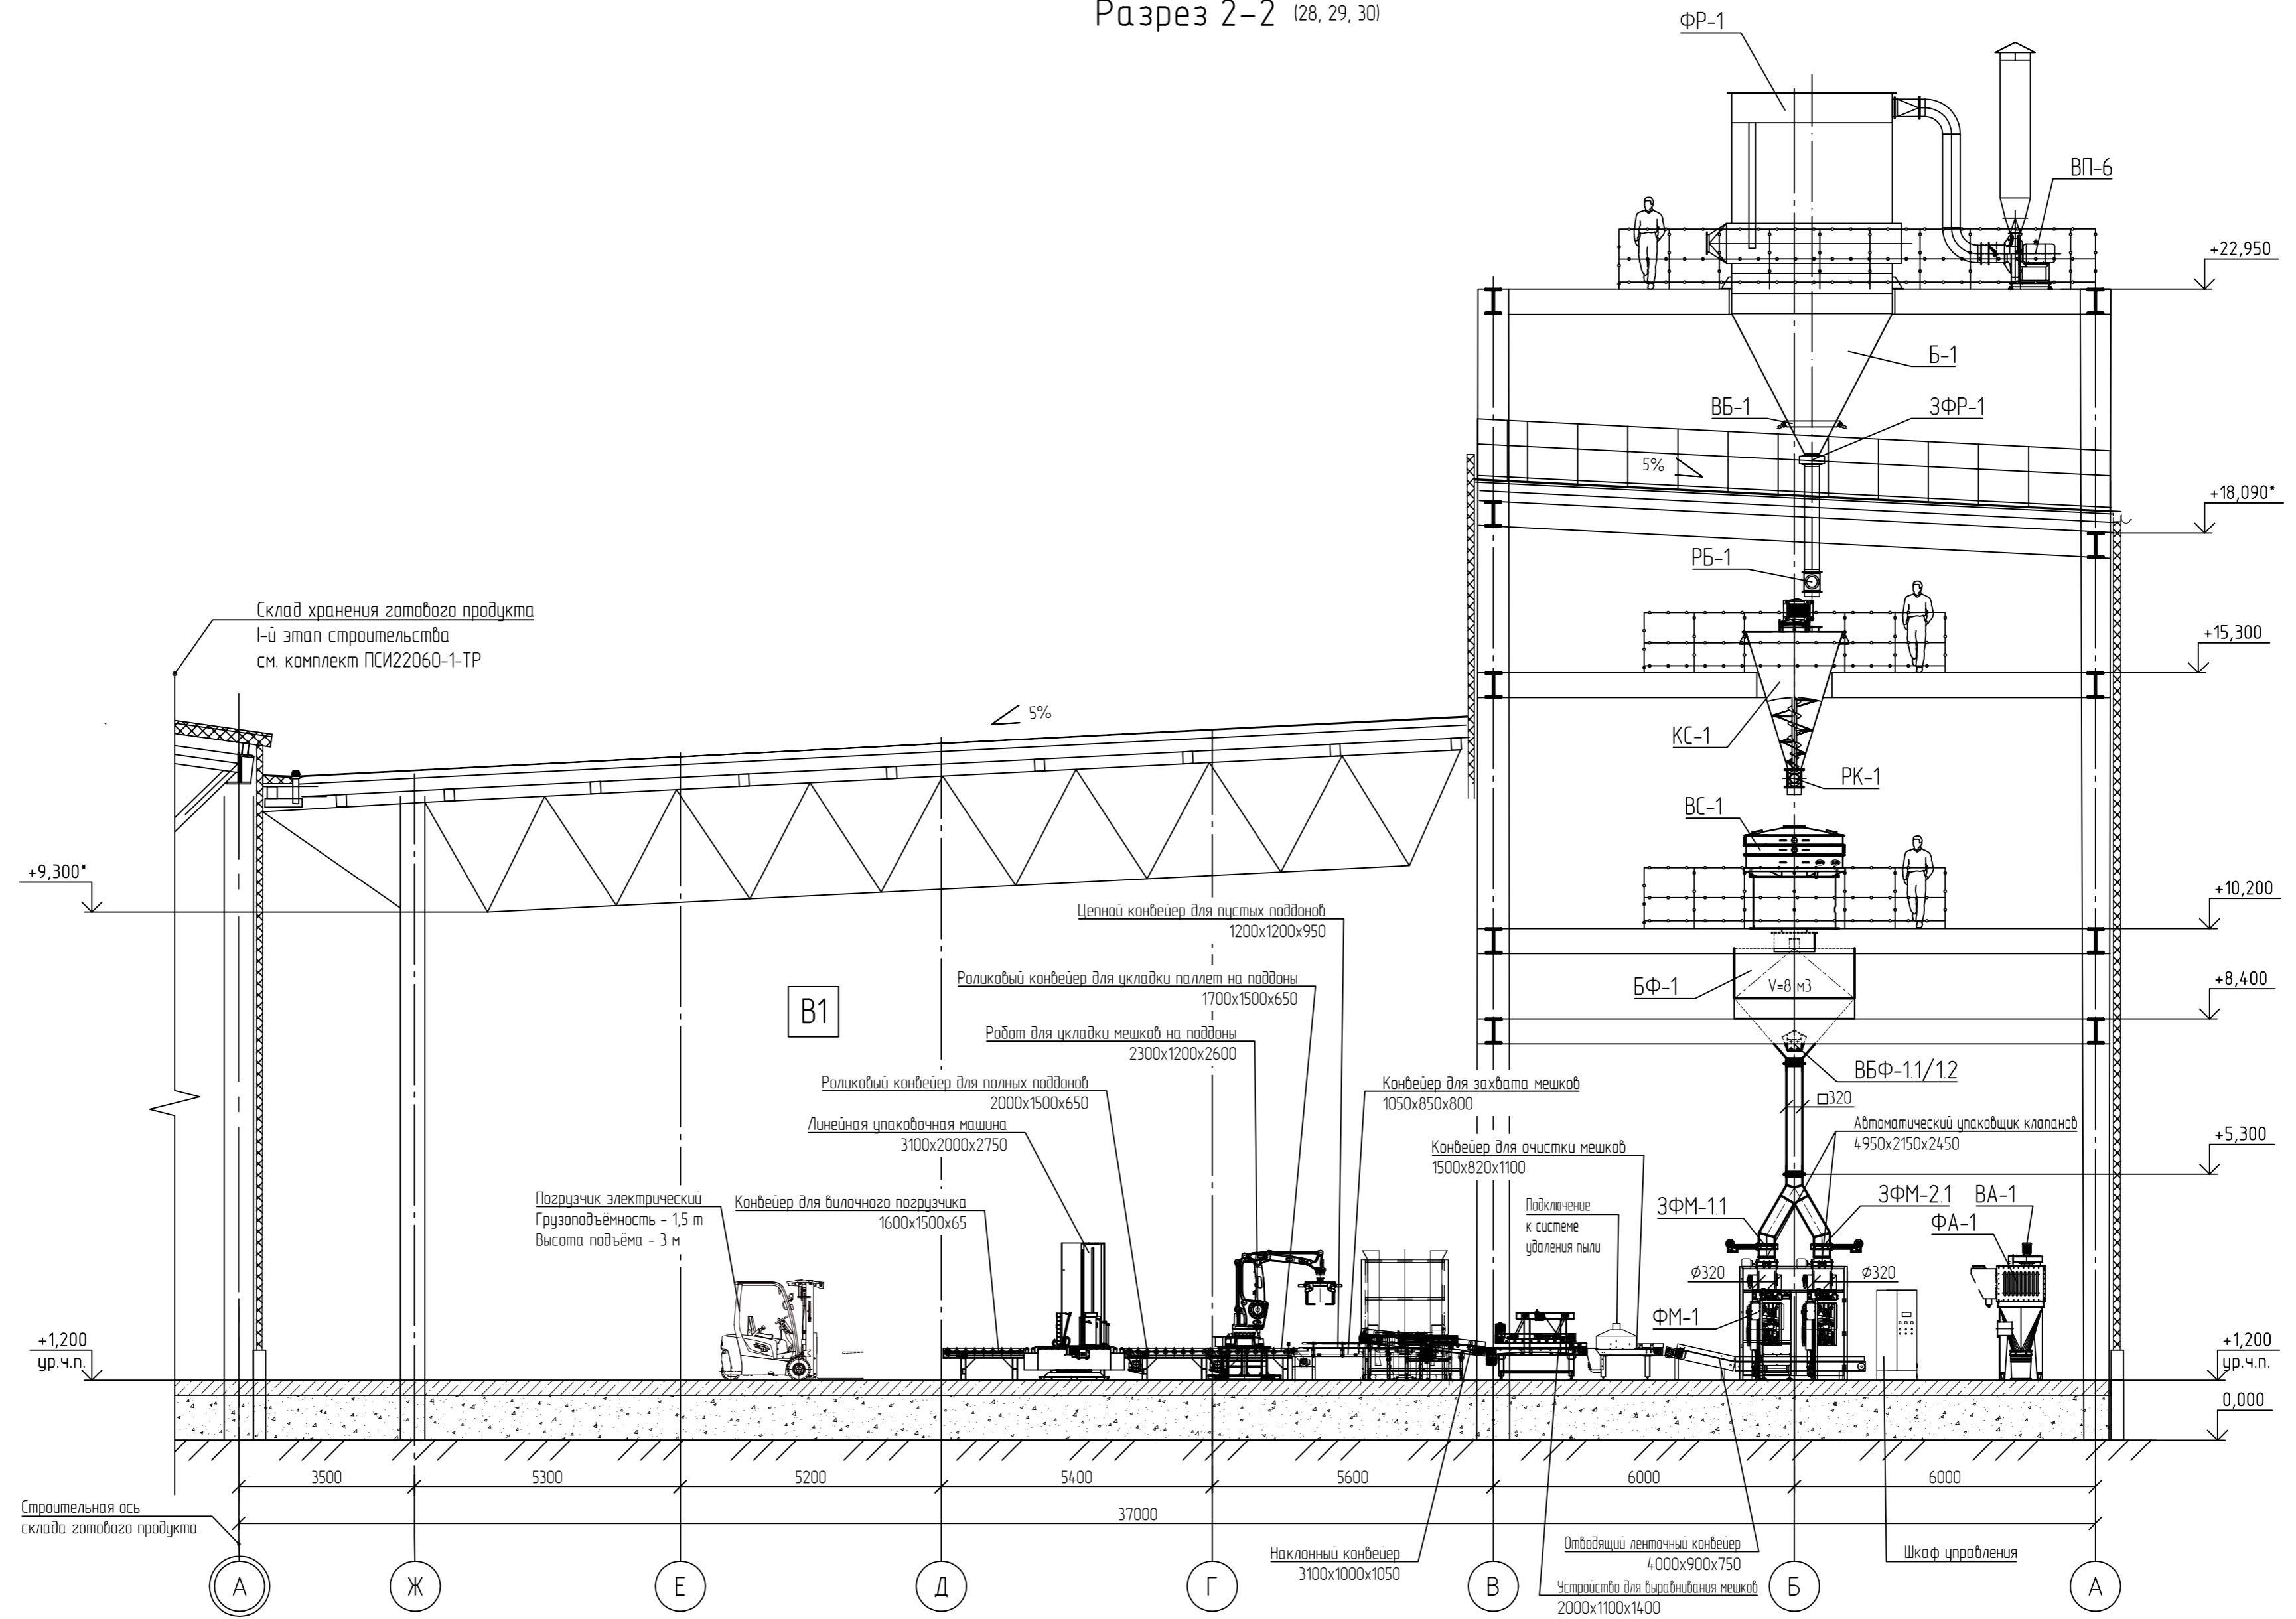 Разрез 2-2 (28, 29, 30)
ФР-1
ВП-6
+22,950
Б-1
ВБ-1
ЗФР-1
5%
+18,090*
РБ-1
Склад хранения готового продукта
I-й этап строительства
см. комплект ПСИ22060-1-ТР
+15,300
5%
КС-1
РК-1
ВС-1
+9,300*
+10,200
Цепной конвейер для пустых поддонов
1200х1200х950
Роликовый конвейер для укладки паллет на поддоны
1700х1500х650
БФ-1
V=8 м3
+8,400
В1
Робот для укладки мешков на поддоны
2300х1200х2600
Роликовый конвейер для полных поддонов
2000х1500х650
Конвейер для захвата мешков
1050х850х800
ВБФ-1.1/1.2
□320
Линейная упаковочная машина
3100х2000х2750
Автоматический упаковщик клапанов
4950х2150х2450
Конвейер для очистки мешков
1500х820х1100
+5,300
Погрузчик электрический
Грузоподъёмность - 1,5 т
Высота подъёма - 3 м
Конвейер для вилочного погрузчика
1600х1500х65
Подключение
к системе
удаления пыли
ЗФМ-1.1
ЗФМ-2.1
ВА-1
ФА-1
Ø320
Ø320
ФМ-1
+1,200
ур.ч.п.
+1,200
ур.ч.п.
0,000
3500
5300
5200
5400
5600
6000
6000
Строительная ось
склада готового продукта
37000
Наклонный конвейер
3100х1000х1050
Отводящий ленточный конвейер
4000х900х750
Устройство для выравнивания мешков
2000х1100х1400
Шкаф управления
А
Ж
Е
Д
Г
В
Б
А